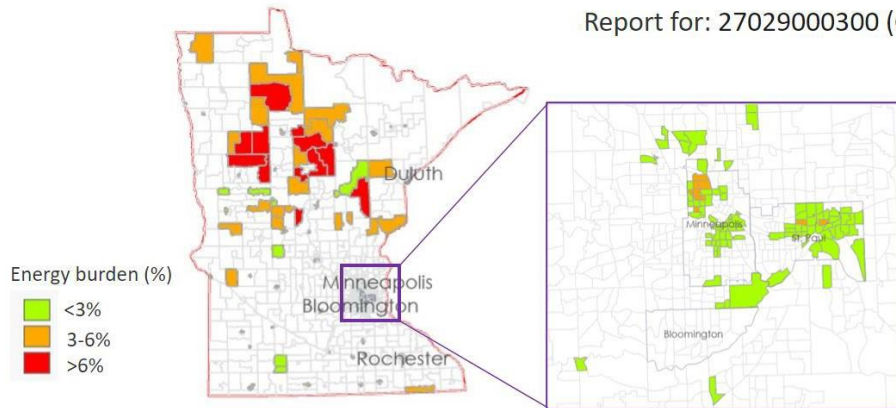 Report for: 27029000300 (
Duluth
Minneapolis
Bloomington
Rochester
Energy burden (%)
<3%
3-6%
>6%
Minneapolis
St. Paul
Bloomington